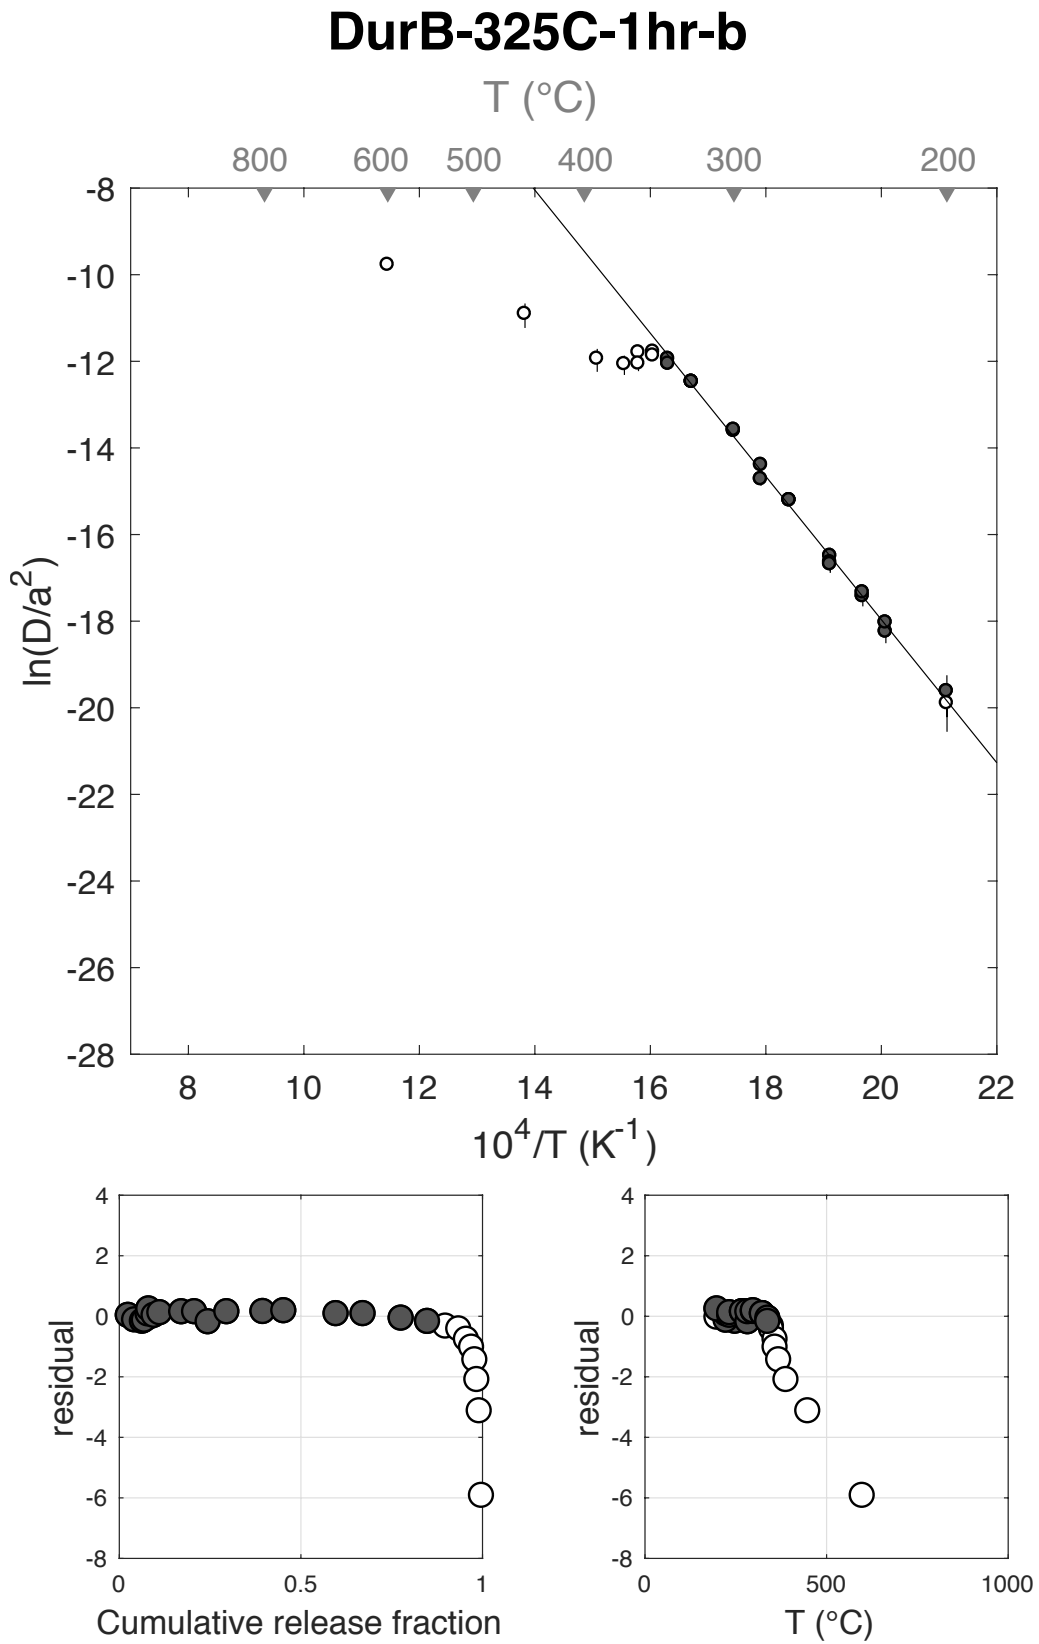 DurB-325C-1hr-b
T (°C)
800 600 500 400 300 200
-8
-10
-12
-14
-16
-18
-20
-22
-24
-26
-28
ln(D/a²)
8 10 12 14 16 18 20 22
10⁴/T (K⁻¹)
4
2
0
-2
-4
-6
-8
residual
0 0.5 1
Cumulative release fraction
4
2
0
-2
-4
-6
-8
residual
0 500 1000
T (°C)